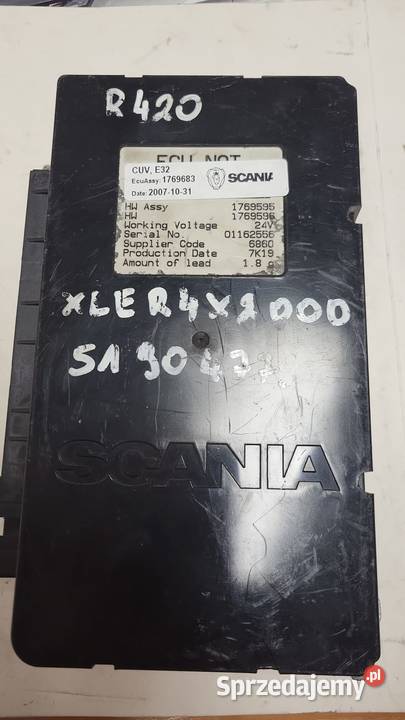 R420
ECU NOT
CUV, E32
EcuAssy: 1769683
Date: 2007-10-31
SCANIA
HW Assy 1769595
HW 1769596
Working Voltage 24V
Serial No. 01162556
Supplier Code 6860
Production Date 7K19
Amount of lead 1.8 g
XLER4X2000
519043
SCANIA
Sprzedajemy.pl